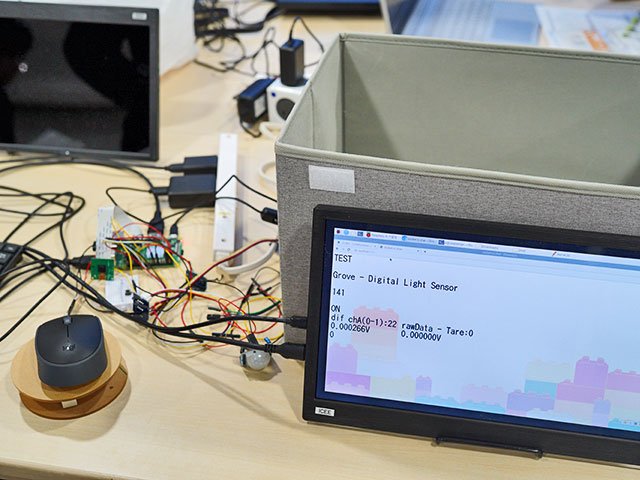 TEST
Grove - Digital Light Sensor
141
ON
dif chA(0-1):22 rawData - Tare:0
0.000266V 0.000000V
0
ICEE